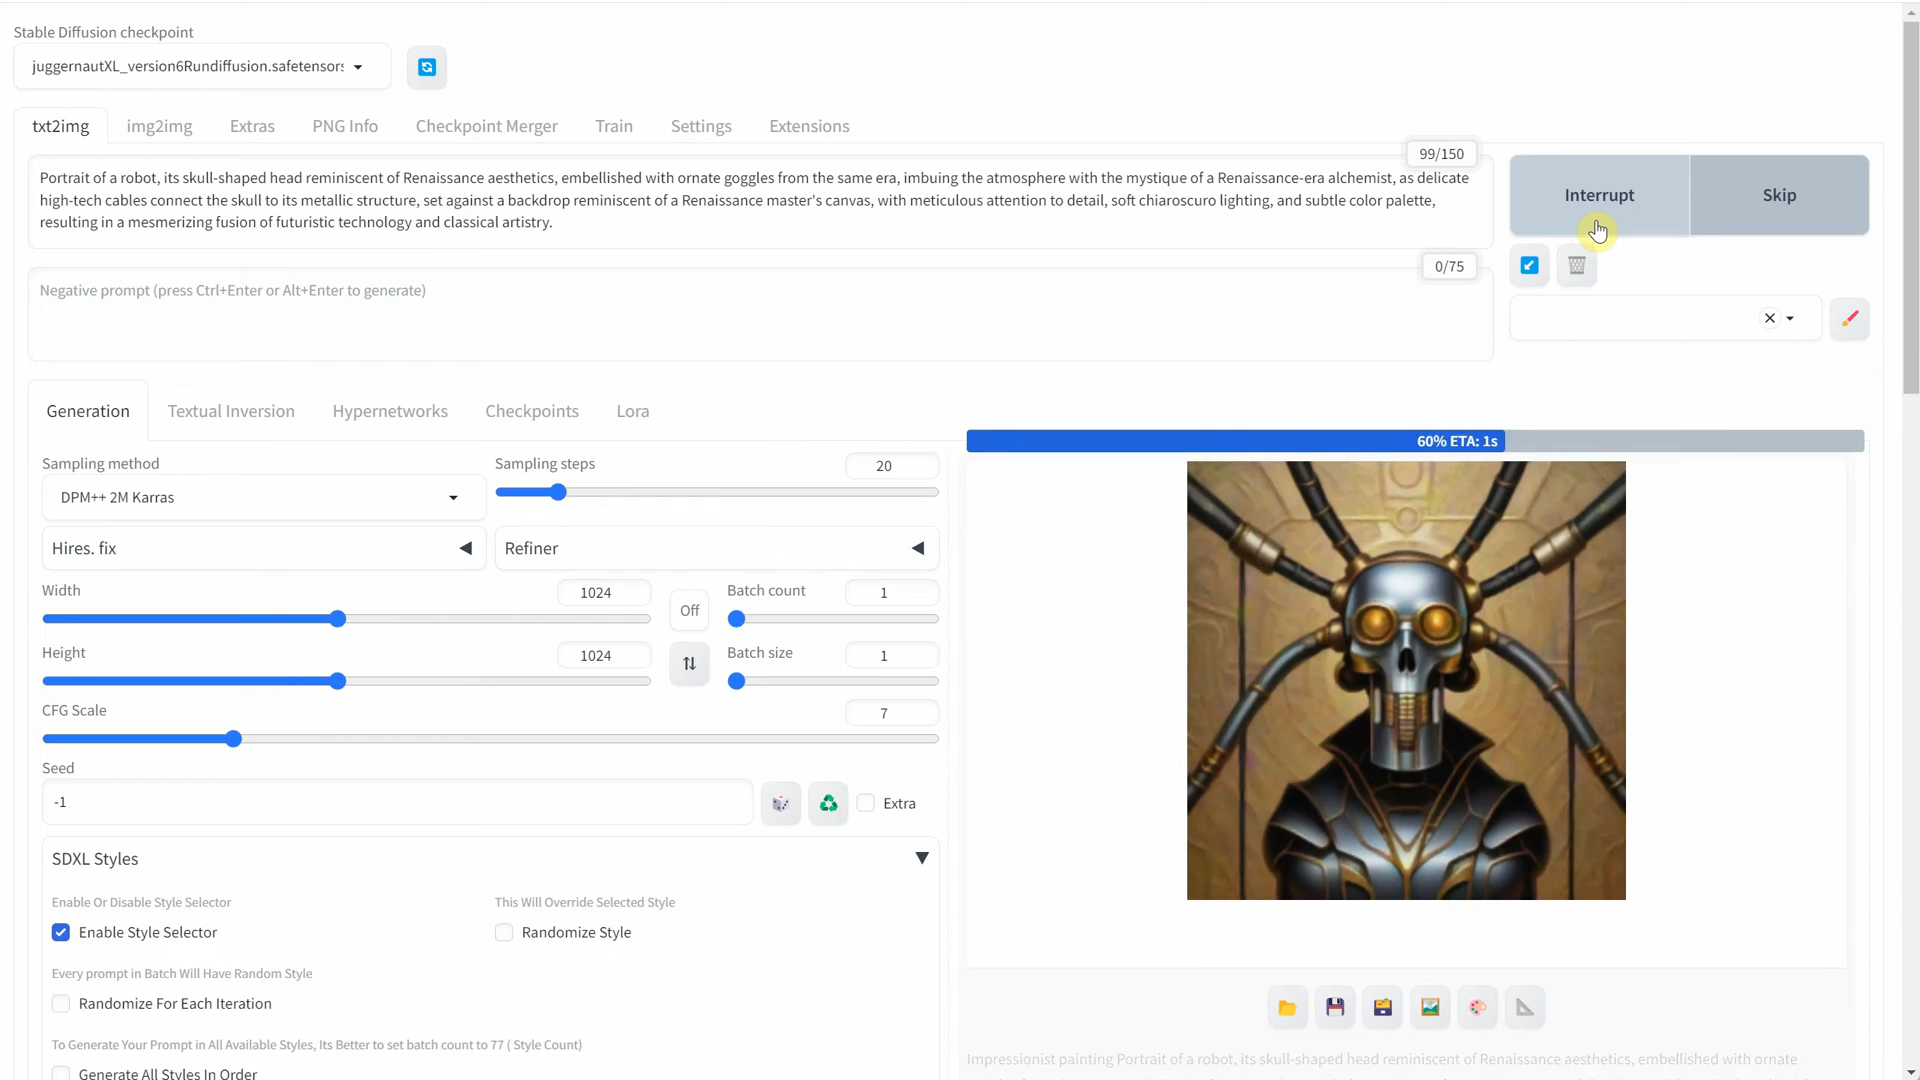 Stable Diffusion checkpoint
juggernautXL_version6Rundiffusion.safetensors
txt2img
img2img
Extras
PNG Info
Checkpoint Merger
Train
Settings
Extensions
99/150
Portrait of a robot, its skull-shaped head reminiscent of Renaissance aesthetics, embellished with ornate goggles from the same era, imbuing the atmosphere with the mystique of a Renaissance-era alchemist, as delicate
high-tech cables connect the skull to its metallic structure, set against a backdrop reminiscent of a Renaissance master's canvas, with meticulous attention to detail, soft chiaroscuro lighting, and subtle color palette,
resulting in a mesmerizing fusion of futuristic technology and classical artistry.
Interrupt
Skip
0/75
Negative prompt (press Ctrl+Enter or Alt+Enter to generate)
Generation
Textual Inversion
Hypernetworks
Checkpoints
Lora
60% ETA: 1s
Sampling method
DPM++ 2M Karras
Sampling steps
20
Hires. fix
Refiner
Width
1024
Off
Batch count
1
Height
1024
Batch size
1
CFG Scale
7
Seed
-1
Extra
SDXL Styles
Enable Or Disable Style Selector
Enable Style Selector
This Will Override Selected Style
Randomize Style
Every prompt in Batch Will Have Random Style
Randomize For Each Iteration
To Generate Your Prompt in All Available Styles, Its Better to set batch count to 77 ( Style Count)
Generate All Styles In Order
Impressionist painting Portrait of a robot, its skull-shaped head reminiscent of Renaissance aesthetics, embellished with ornate